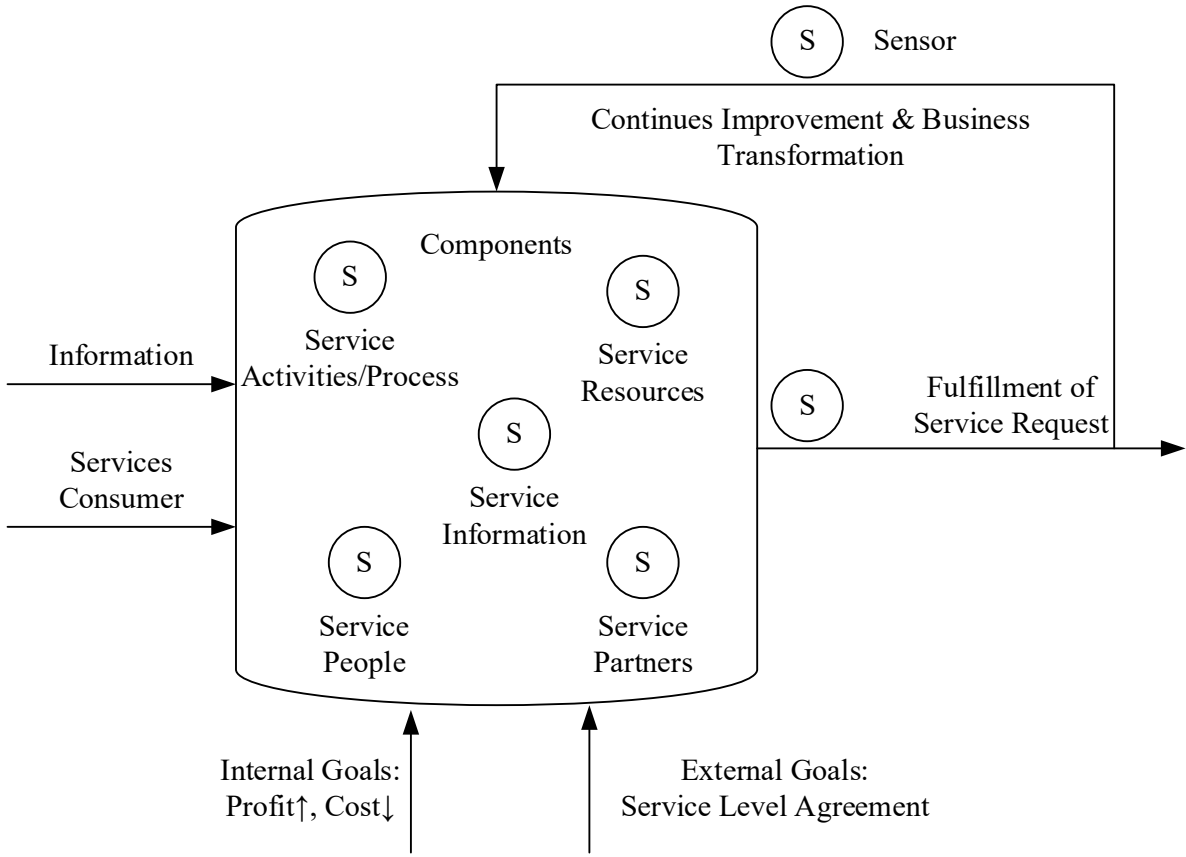 S Sensor
Continues Improvement & Business
Transformation
Components
S
S
Service
Activities/Process
Service
Resources
Information
S
Fulfillment of
Service Request
S
Services
Consumer
Service
Information
S
S
Service
People
Service
Partners
Internal Goals:
Profit↑, Cost↓
External Goals:
Service Level Agreement